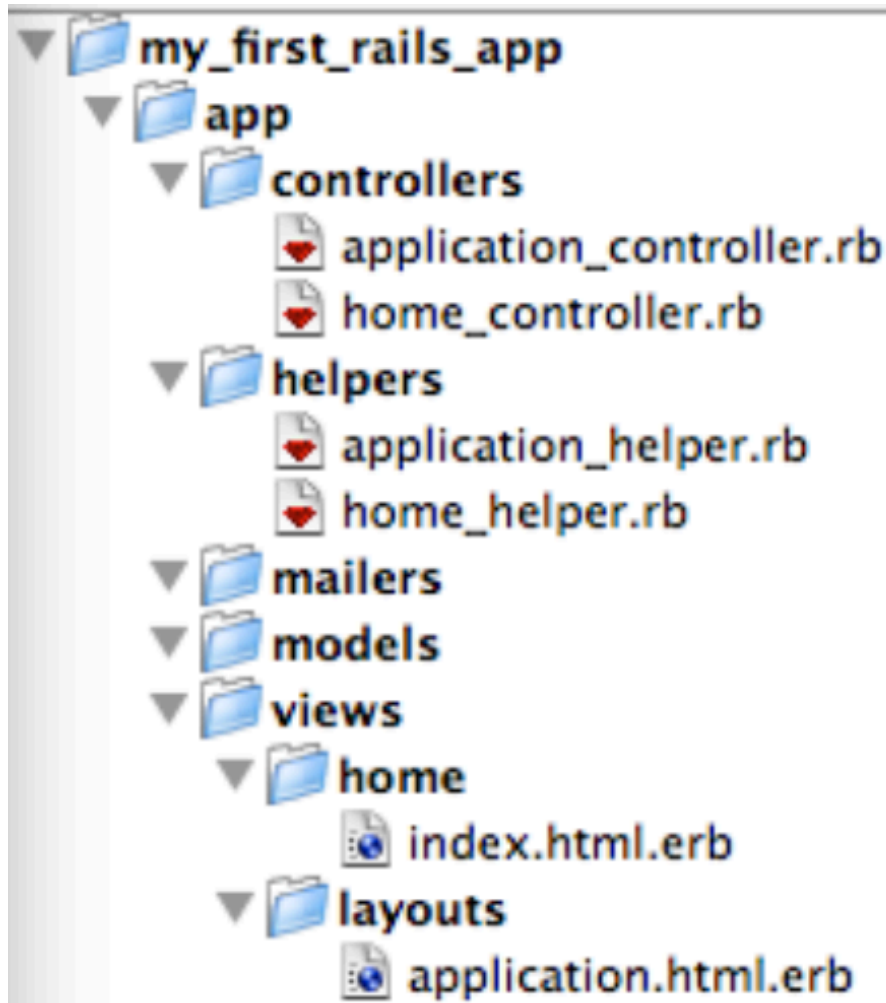 my_first_rails_app
app
controllers
application_controller.rb
home_controller.rb
helpers
application_helper.rb
home_helper.rb
mailers
models
views
home
index.html.erb
layouts
application.html.erb